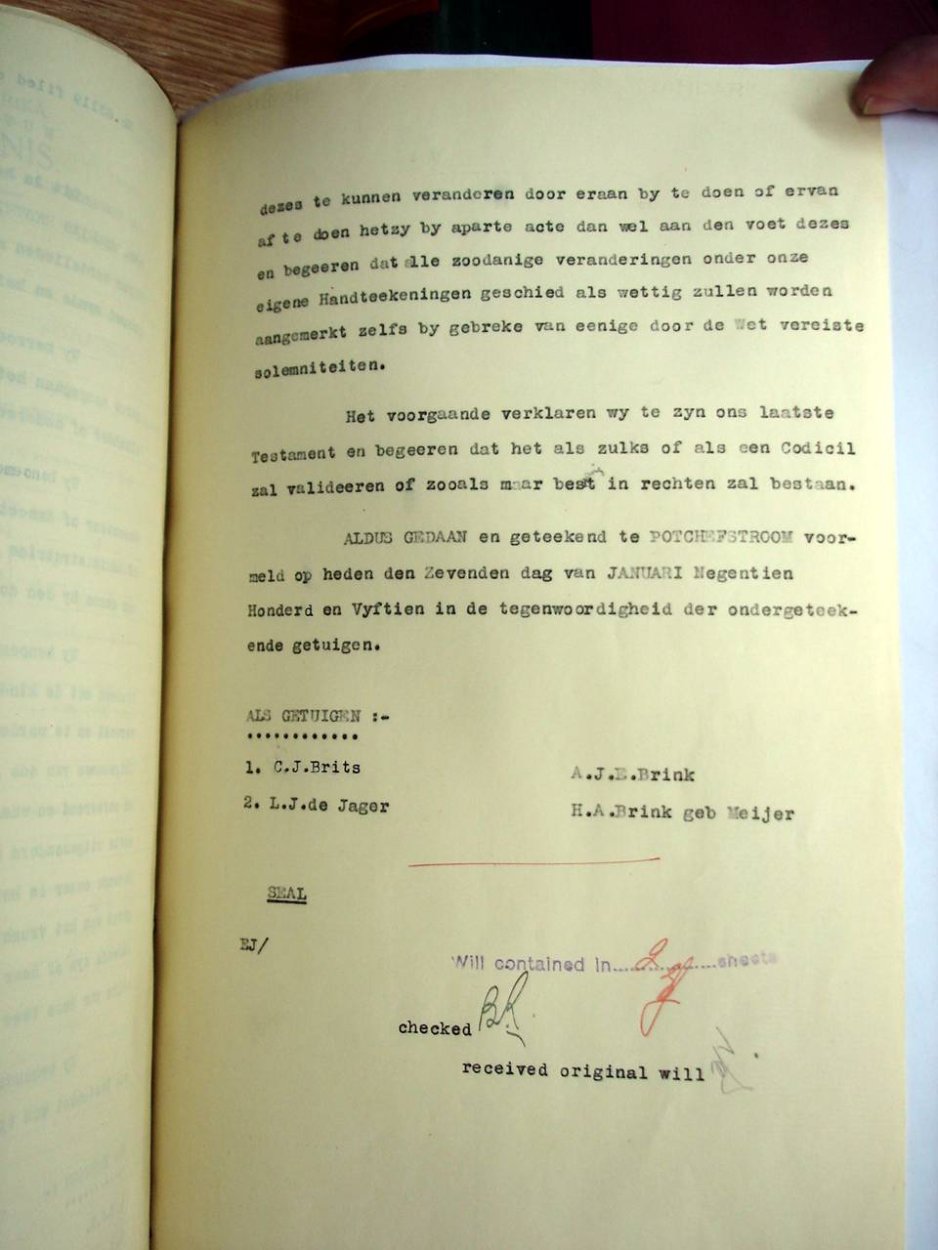 dezes te kunnen veranderen door eraan by te doen of ervan
af te doen hetzy by aparte acte dan wel aan den voet dezes
en begeeren dat alle zoodanige veranderingen onder onze
eigene Handteekeningen geschied als wettig zullen worden
aangemerkt zelfs by gebreke van eenige door de Wet vereiste
solemniteiten.
Het voorgaande verklaren wy te zyn ons laatste
Testament en begeeren dat het als zulks of als een Codicil
zal valideeren of zooals maar best in rechten zal bestaan.
ALDUS GEDAAN en geteekend te POTCHEFSTROOM voor-
meld op heden den Zevenden dag van JANUARI Negentien
Honderd en Vyftien in de tegenwoordigheid der ondergeteek-
ende getuigen.
ALS GETUIGEN :-
............
1. C.J.Brits
A.J.E.Brink
2. L.J.de Jager
H.A.Brink geb Meijer
SEAL
EJ/
Will contained in....2....sheets
checked BR
received original will